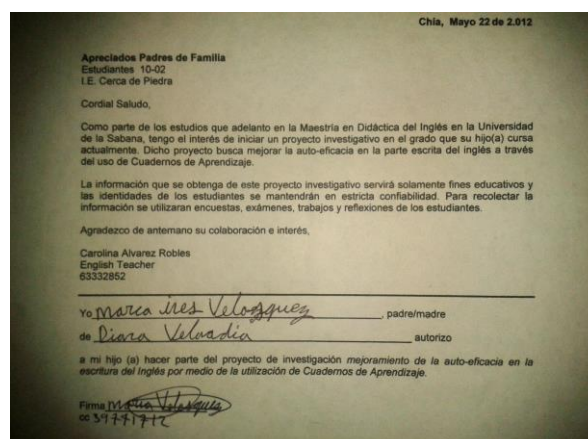 Chía, Mayo 22 de 2.012
Apreciados Padres de Familia
Estudiantes 10-02
I.E. Cerca de Piedra
Cordial Saludo,
Como parte de los estudios que adelanto en la Maestría en Didáctica del Inglés en la Universidad
de la Sabana, tengo el interés de iniciar un proyecto investigativo en el grado que su hijo(a) cursa
actualmente. Dicho proyecto busca mejorar la auto-eficacia en la parte escrita del inglés a través
del uso de Cuadernos de Aprendizaje.
La información que se obtenga de este proyecto investigativo servirá solamente fines educativos y
las identidades de los estudiantes se mantendrán en estricta confiabilidad. Para recolectar la
información se utilizaran encuestas, exámenes, trabajos y reflexiones de los estudiantes.
Agradezco de antemano su colaboración e interés,
Carolina Alvarez Robles
English Teacher
63332852
Yo Marca ines Velozquez , padre/madre
de Diana autorizo
a mi hijo (a) hacer parte del proyecto de investigación mejoramiento de la auto-eficacia en la
escritura del Inglés por medio de la utilización de Cuadernos de Aprendizaje.
Firma Maria Velasquez
cc